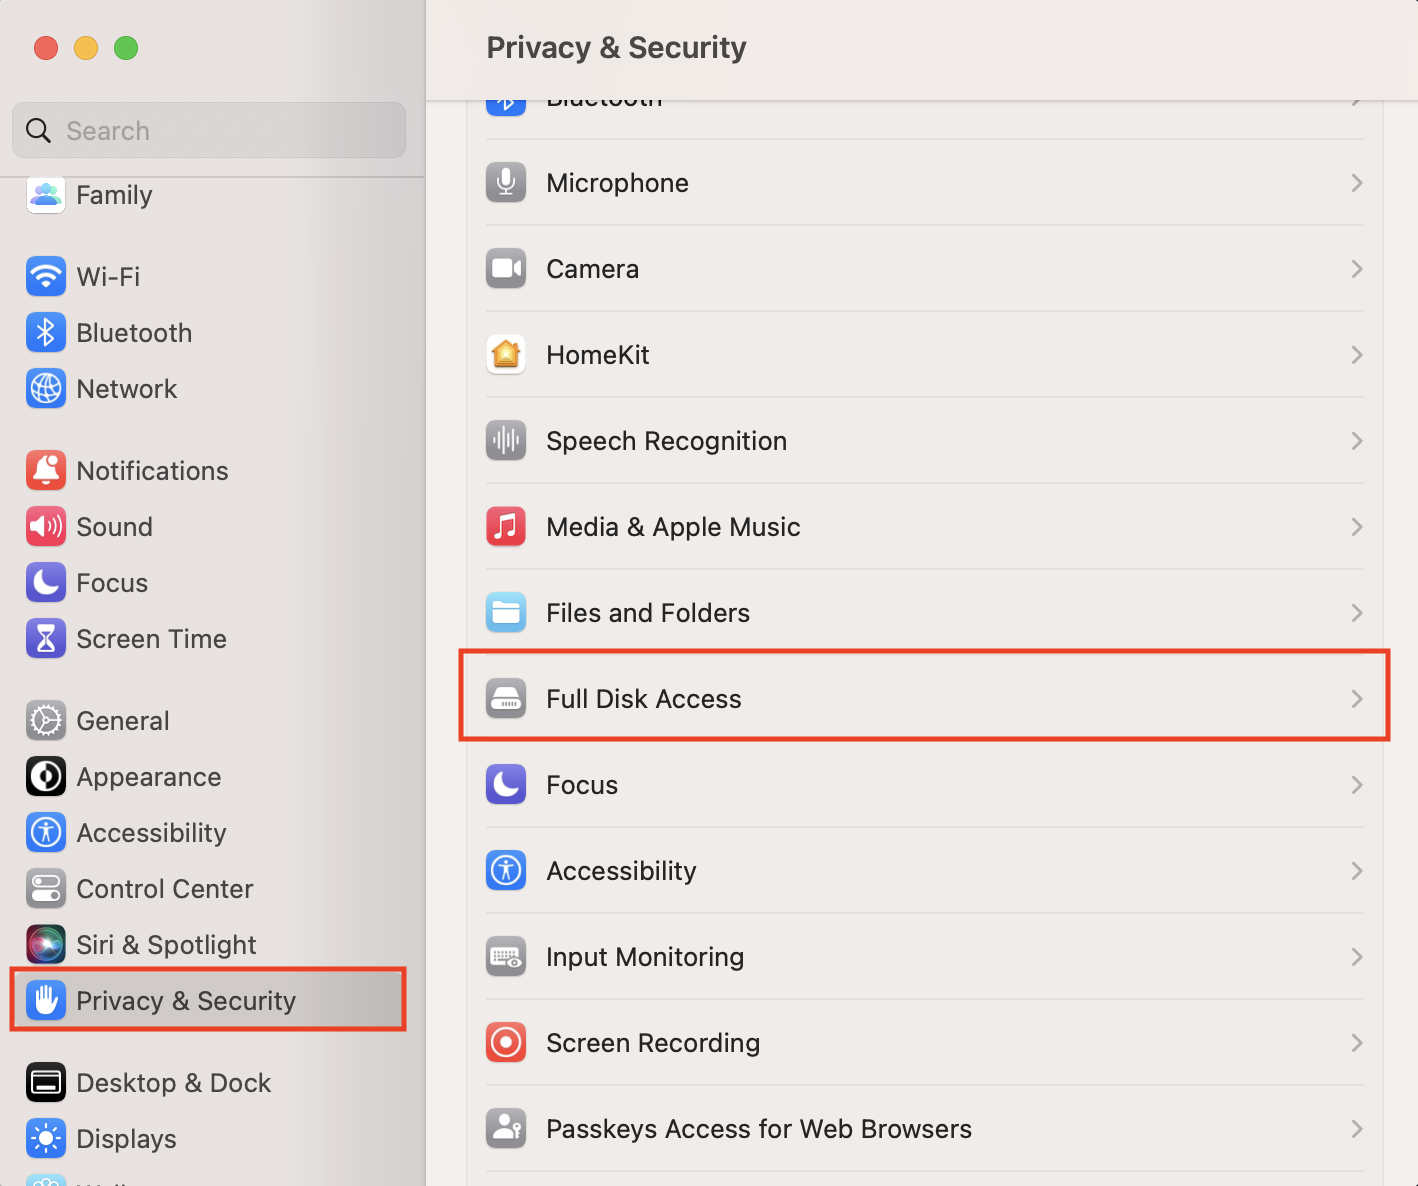 Search
Family
Wi-Fi
Bluetooth
Network
Notifications
Sound
Focus
Screen Time
General
Appearance
Accessibility
Control Center
Siri & Spotlight
Privacy & Security
Desktop & Dock
Displays
Privacy & Security
Bluetooth
Microphone
Camera
HomeKit
Speech Recognition
Media & Apple Music
Files and Folders
Full Disk Access
Focus
Accessibility
Input Monitoring
Screen Recording
Passkeys Access for Web Browsers